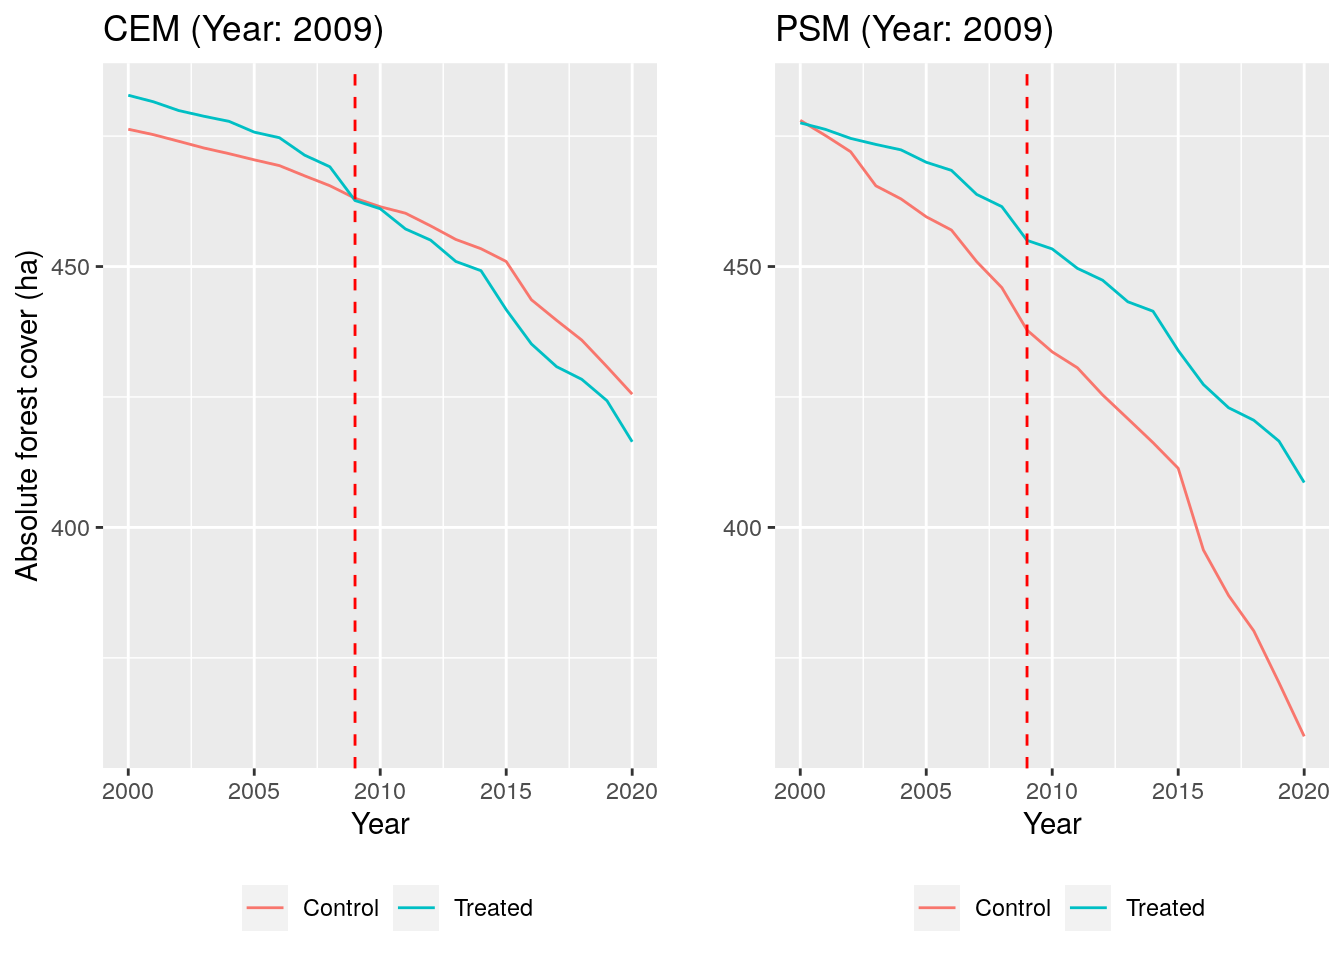 CEM (Year: 2009)
Absolute forest cover (ha)
450
400
2000 2005 2010 2015 2020
Year
Control Treated
PSM (Year: 2009)
450
400
2000 2005 2010 2015 2020
Year
Control Treated